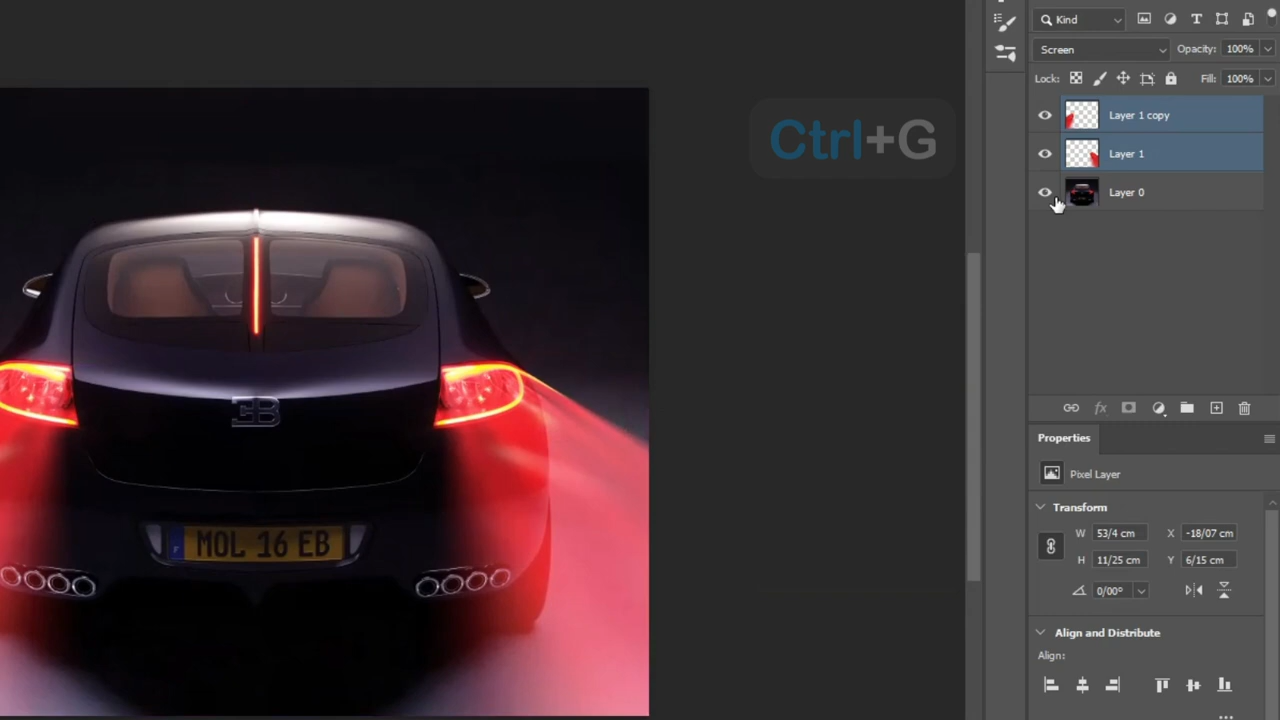 Kind
Screen
Opacity: 100%
Lock:
Fill: 100%
Ctrl+G
Layer 1 copy
Layer 1
Layer 0
fx
EB
MOL 16 EB
F
Properties
Pixel Layer
Transform
W 53/4 cm X -18/07 cm
H 11/25 cm Y 6/15 cm
0/00°
Align and Distribute
Align: